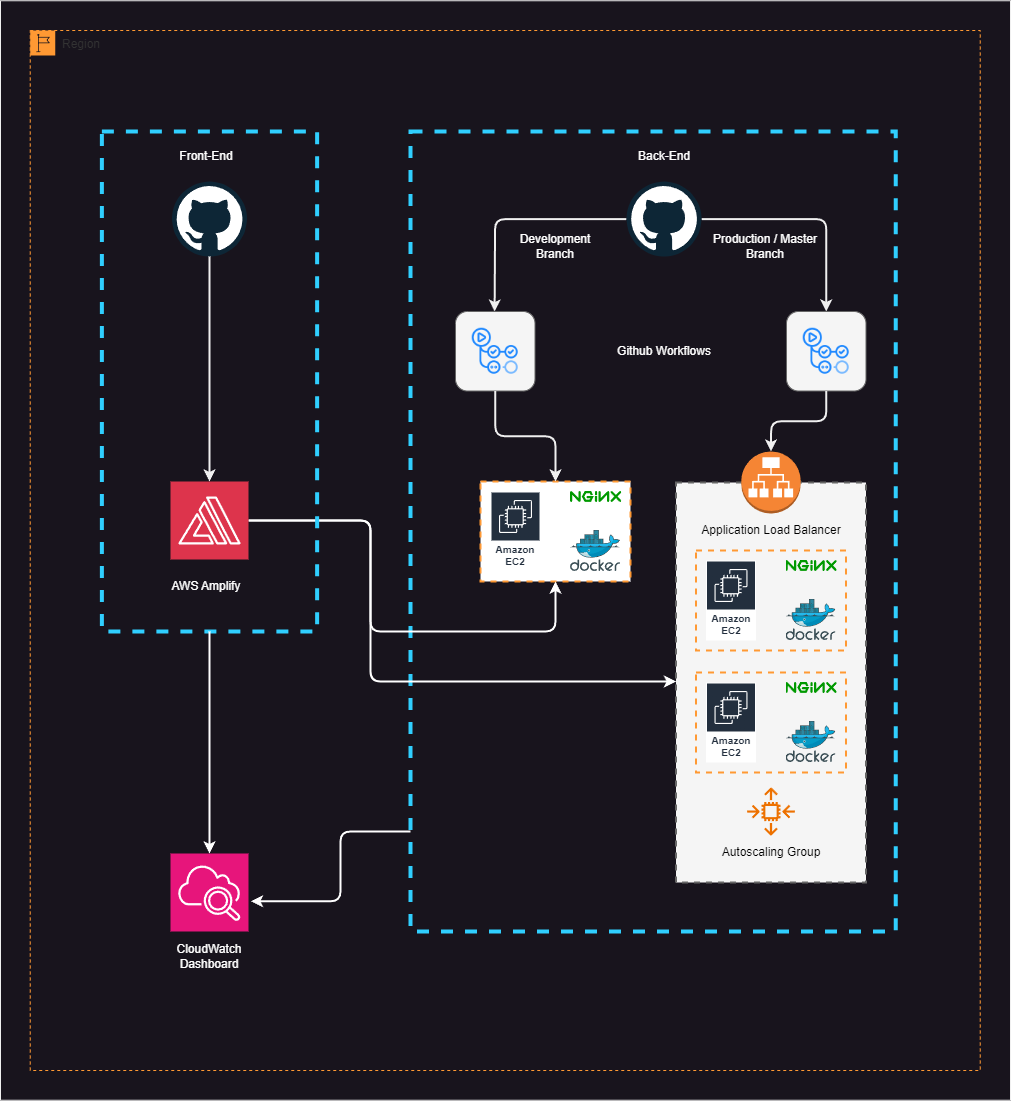 Region
Front-End
Back-End
Development
Branch
Production / Master
Branch
Github Workflows
AWS Amplify
NGINX
Amazon
EC2
docker
Application Load Balancer
NGINX
Amazon
EC2
docker
NGINX
Amazon
EC2
docker
Autoscaling Group
CloudWatch
Dashboard